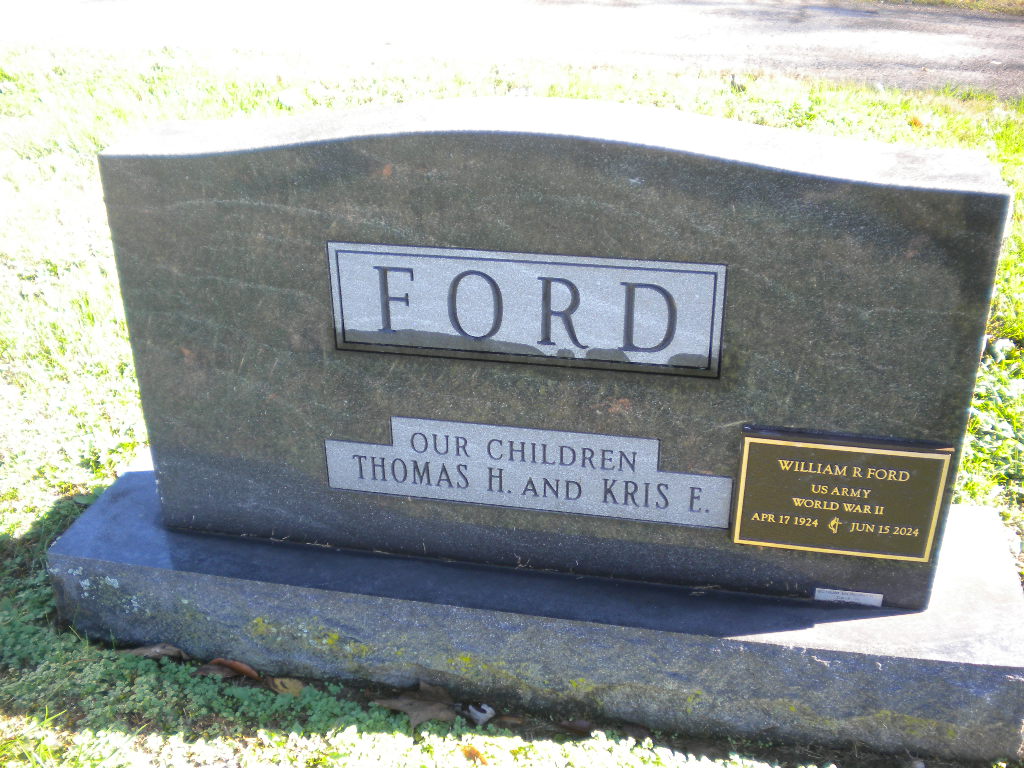 FORD
OUR CHILDREN
THOMAS H. AND KRIS E.
WILLIAM R FORD
US ARMY
WORLD WAR II
APR 17 1924 JUN 15 2024